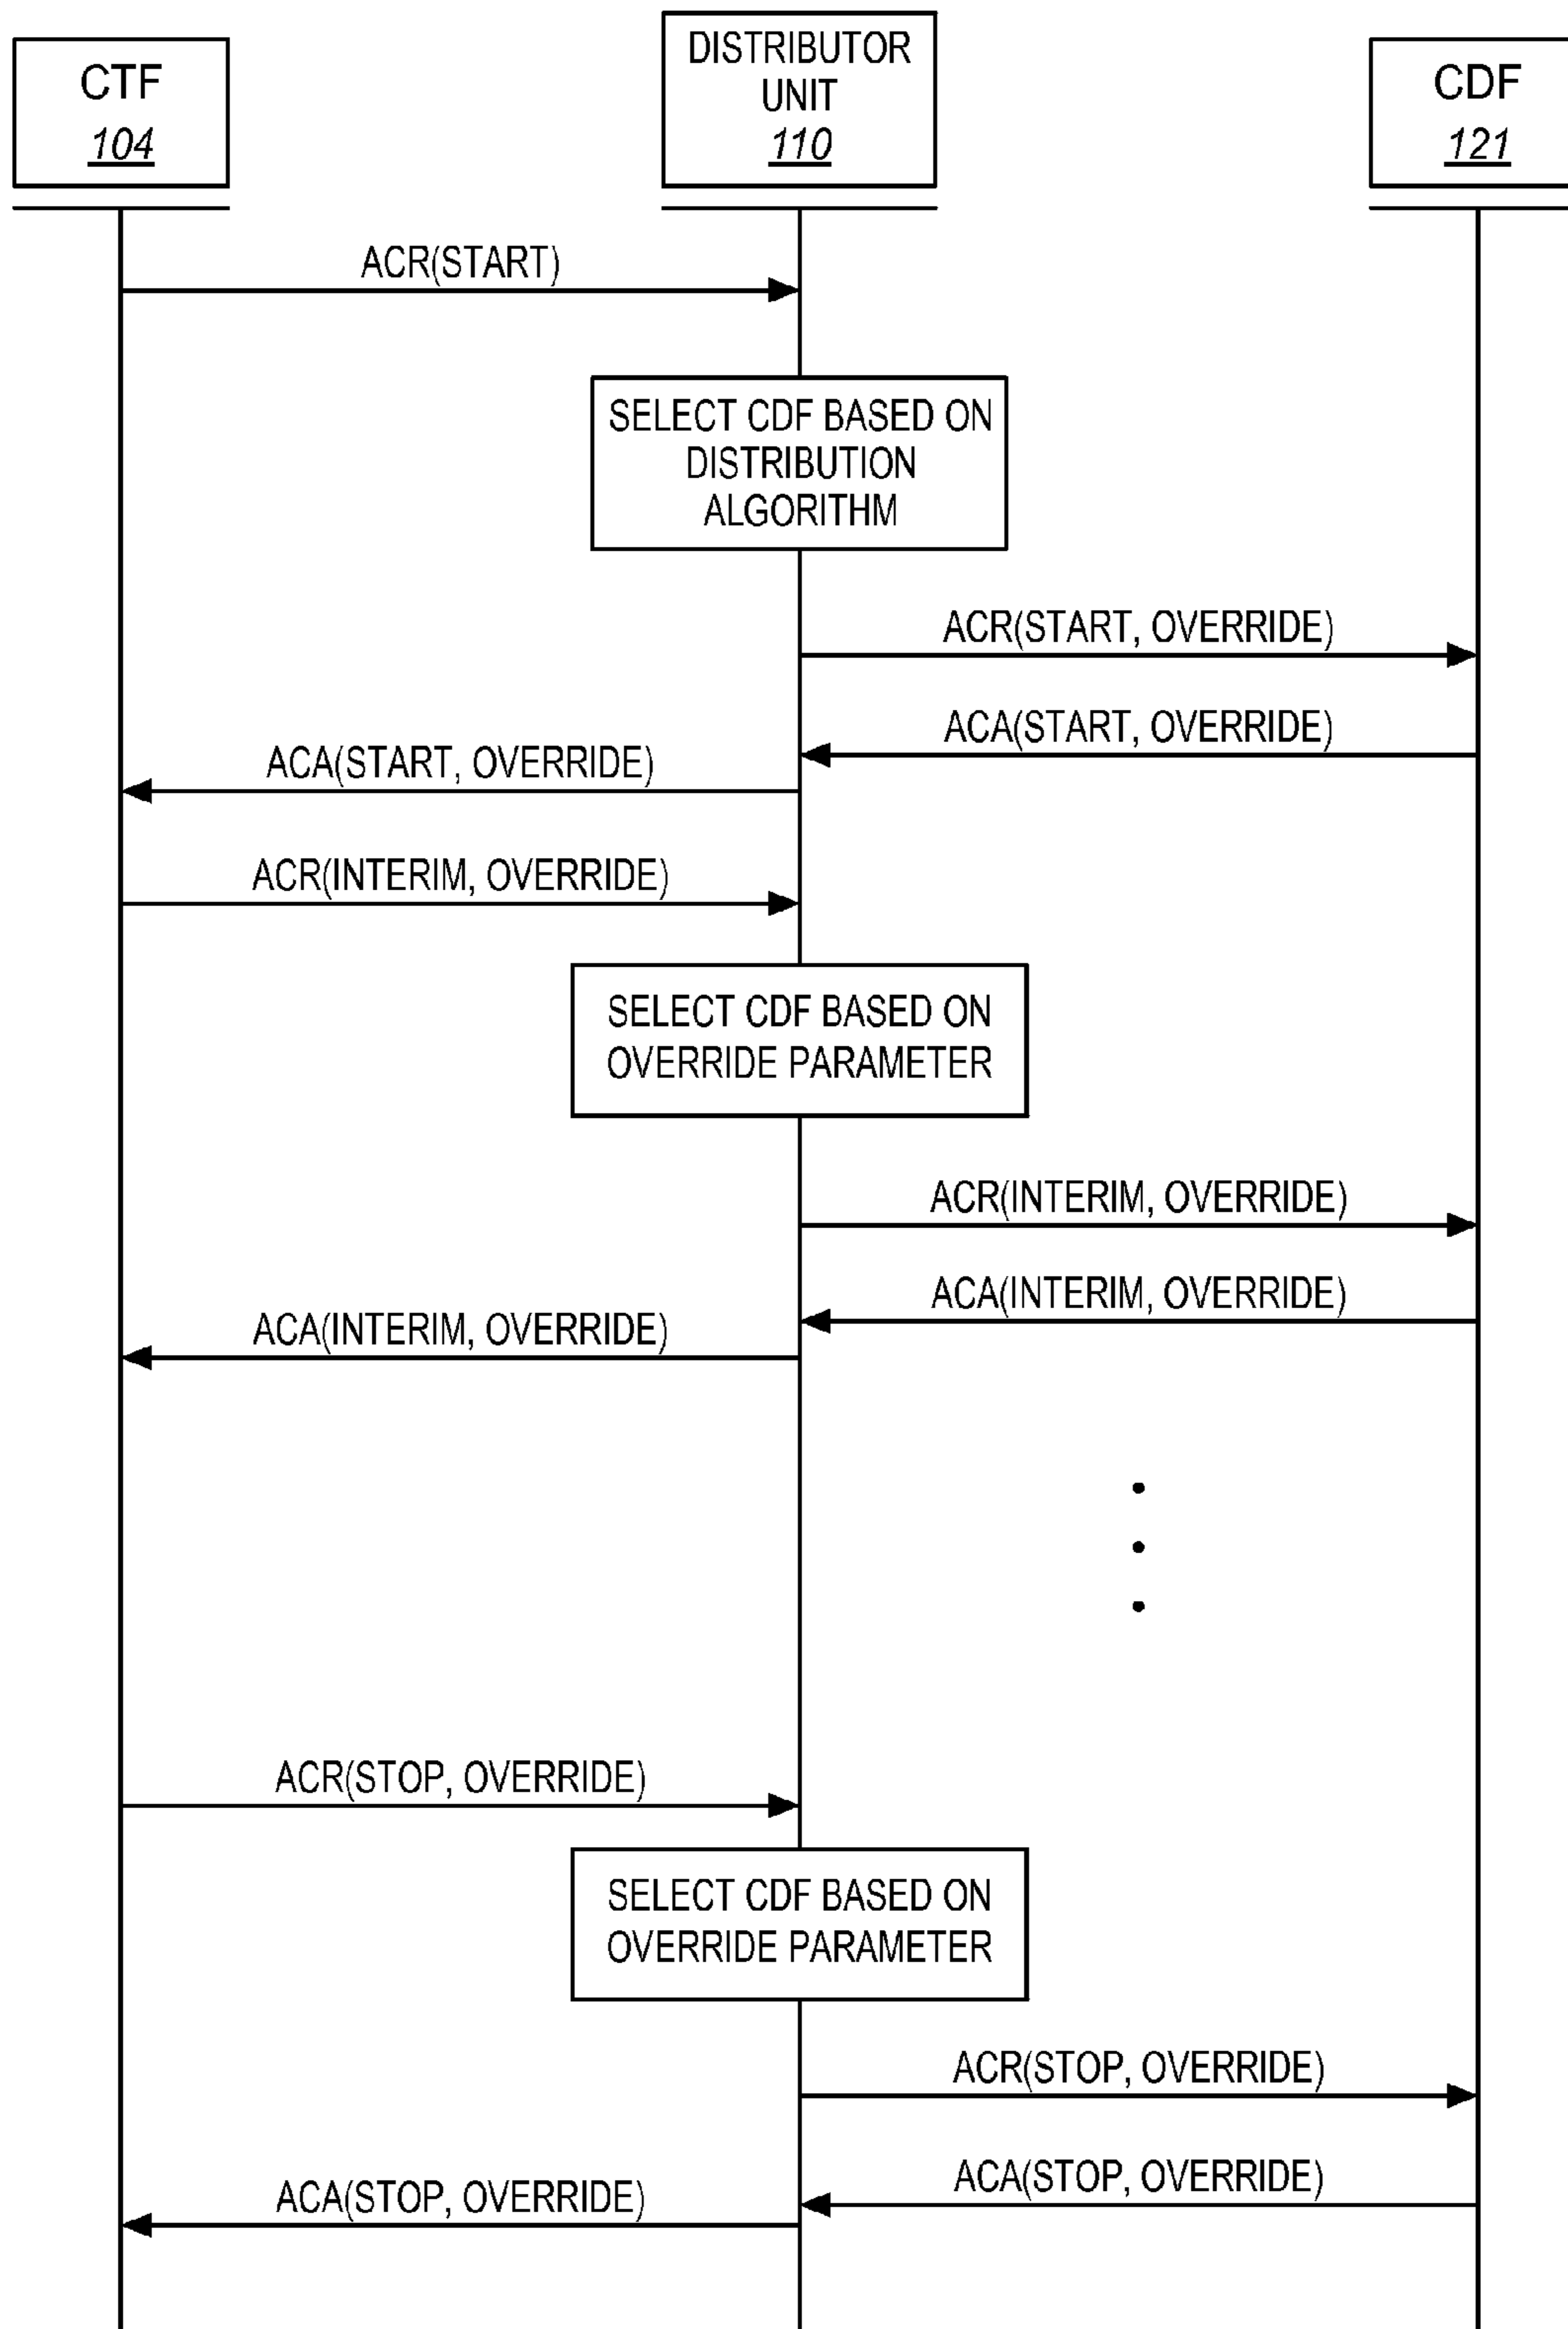 CTF
104
DISTRIBUTOR
UNIT
110
CDF
121
ACR(START)
SELECT CDF BASED ON
DISTRIBUTION
ALGORITHM
ACR(START, OVERRIDE)
ACA(START, OVERRIDE)
ACA(START, OVERRIDE)
ACR(INTERIM, OVERRIDE)
SELECT CDF BASED ON
OVERRIDE PARAMETER
ACR(INTERIM, OVERRIDE)
ACA(INTERIM, OVERRIDE)
ACA(INTERIM, OVERRIDE)
ACR(STOP, OVERRIDE)
SELECT CDF BASED ON
OVERRIDE PARAMETER
ACR(STOP, OVERRIDE)
ACA(STOP, OVERRIDE)
ACA(STOP, OVERRIDE)